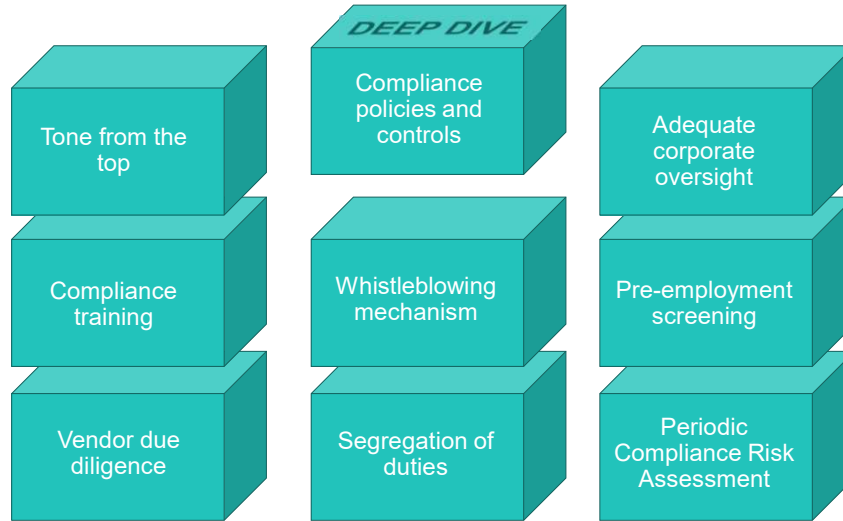 DEEP DIVE
Tone from the
top
Compliance
policies and
controls
Adequate
corporate
oversight
Compliance
training
Whistleblowing
mechanism
Pre-employment
screening
Vendor due
diligence
Segregation of
duties
Periodic
Compliance Risk
Assessment